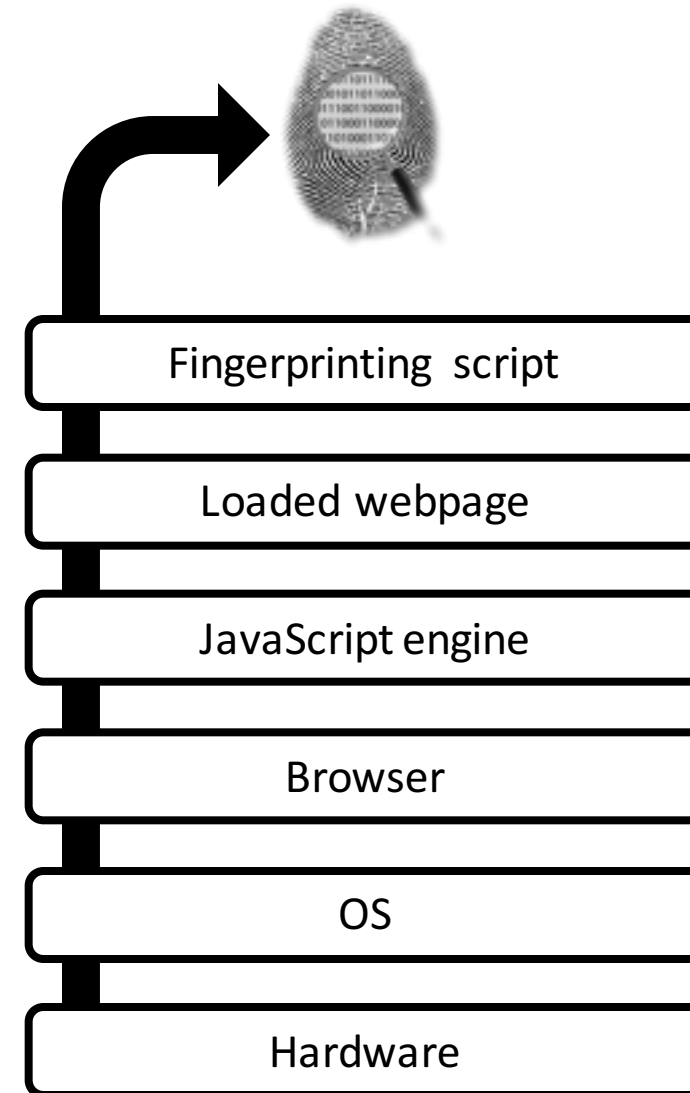 Fingerprinting script
Loaded webpage
JavaScript engine
Browser
OS
Hardware